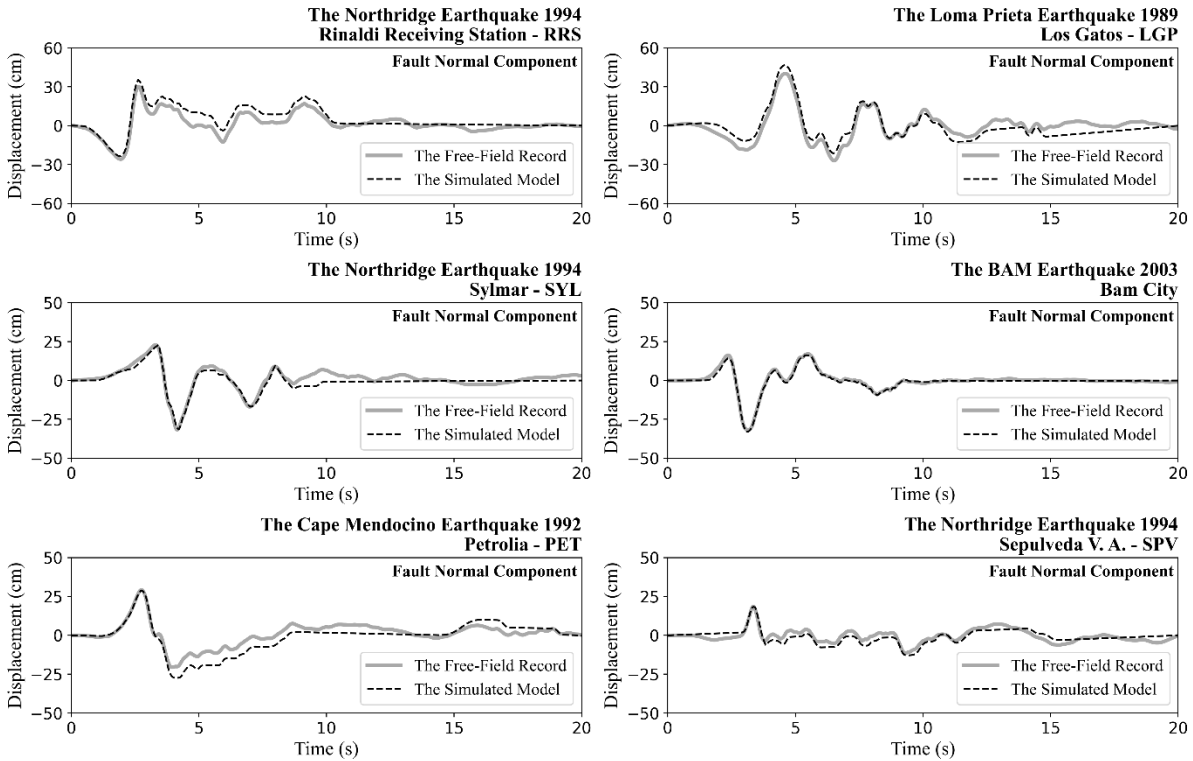 The Northridge Earthquake 1994
Rinaldi Receiving Station - RRS
Fault Normal Component
Displacement (cm)
60
30
0
−30
−60
The Free-Field Record
The Simulated Model
0 5 10 15 20
Time (s)
The Loma Prieta Earthquake 1989
Los Gatos - LGP
Fault Normal Component
Displacement (cm)
60
30
0
−30
−60
The Free-Field Record
The Simulated Model
0 5 10 15 20
Time (s)
The Northridge Earthquake 1994
Sylmar - SYL
Fault Normal Component
Displacement (cm)
50
25
0
−25
−50
The Free-Field Record
The Simulated Model
0 5 10 15 20
Time (s)
The BAM Earthquake 2003
Bam City
Fault Normal Component
Displacement (cm)
50
25
0
−25
−50
The Free-Field Record
The Simulated Model
0 5 10 15 20
Time (s)
The Cape Mendocino Earthquake 1992
Petrolia - PET
Fault Normal Component
Displacement (cm)
50
25
0
−25
−50
The Free-Field Record
The Simulated Model
0 5 10 15 20
Time (s)
The Northridge Earthquake 1994
Sepulveda V. A. - SPV
Fault Normal Component
Displacement (cm)
50
25
0
−25
−50
The Free-Field Record
The Simulated Model
0 5 10 15 20
Time (s)